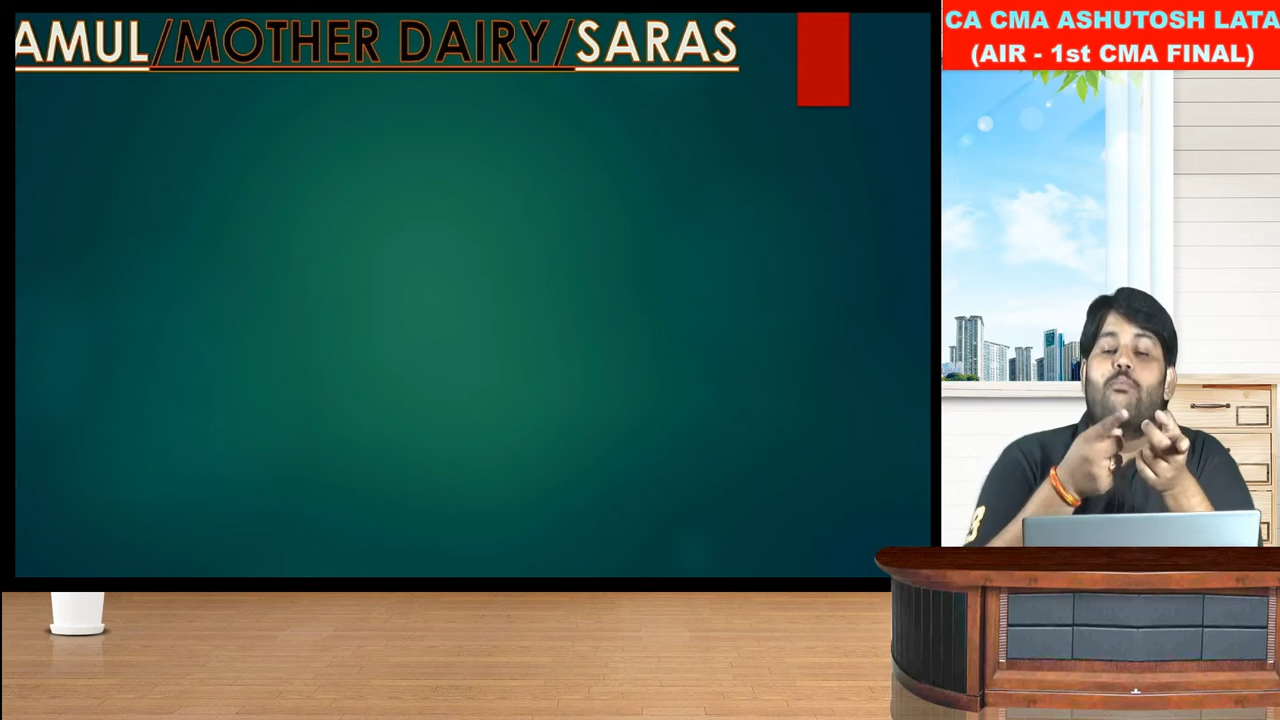 AMUL/MOTHER DAIRY/SARAS
CA CMA ASHUTOSH LATA
(AIR - 1st CMA FINAL)